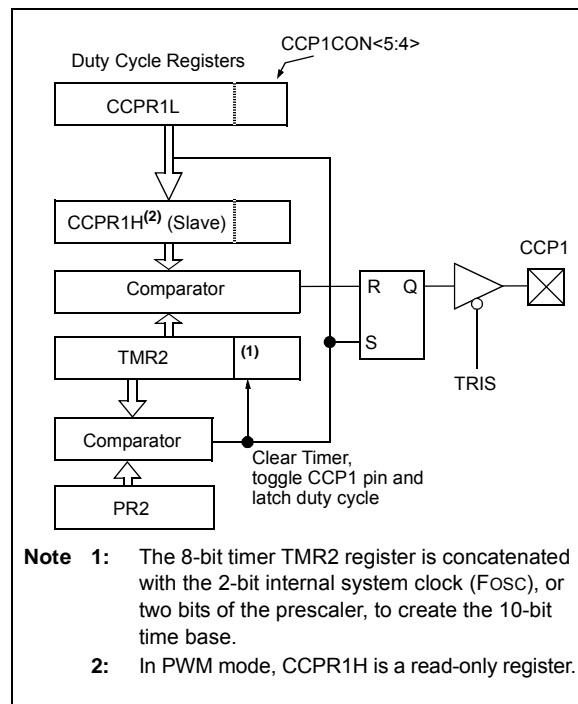 CCP1CON<5:4>
Duty Cycle Registers
CCPR1L
CCPR1H(2) (Slave)
CCP1
Comparator
R Q
TMR2
(1)
S
TRIS
Comparator
Clear Timer,
toggle CCP1 pin and
latch duty cycle
PR2
Note 1: The 8-bit timer TMR2 register is concatenated
with the 2-bit internal system clock (FOSC), or
two bits of the prescaler, to create the 10-bit
time base.
2: In PWM mode, CCPR1H is a read-only register.